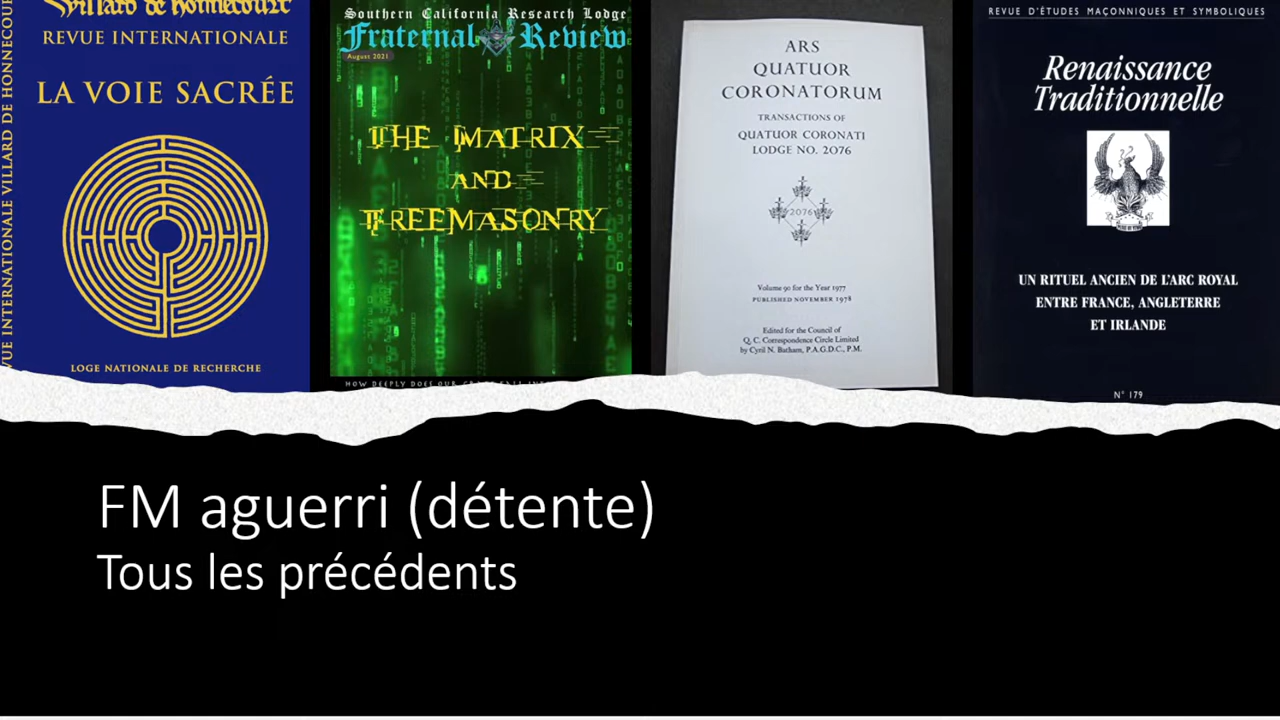 Villard de Honnecourt
REVUE INTERNATIONALE
LA VOIE SACRÉE
LOGE NATIONALE DE RECHERCHE
REVUE INTERNATIONALE VILLARD DE HONNECOURT
Southern California Research Lodge
Fraternal Review
August 2021
THE MATRIX
AND
FREEMASONRY
HOW DEEPLY DOES OUR
ARS
QUATUOR
CORONATORUM
TRANSACTIONS OF
QUATUOR CORONATI
LODGE NO. 2076
2076
Volume 90 for the Year 1977
PUBLISHED NOVEMBER 1978
Edited for the Council of
Q. C. Correspondence Circle Limited
by Cyril N. Batham, P.A.G.D.C., P.M.
REVUE D'ÉTUDES MAÇONNIQUES ET SYMBOLIQUES
Renaissance
Traditionnelle
UN RITUEL ANCIEN DE L'ARC ROYAL
ENTRE FRANCE, ANGLETERRE
ET IRLANDE
N° 179
FM aguerri (détente)
Tous les précédents